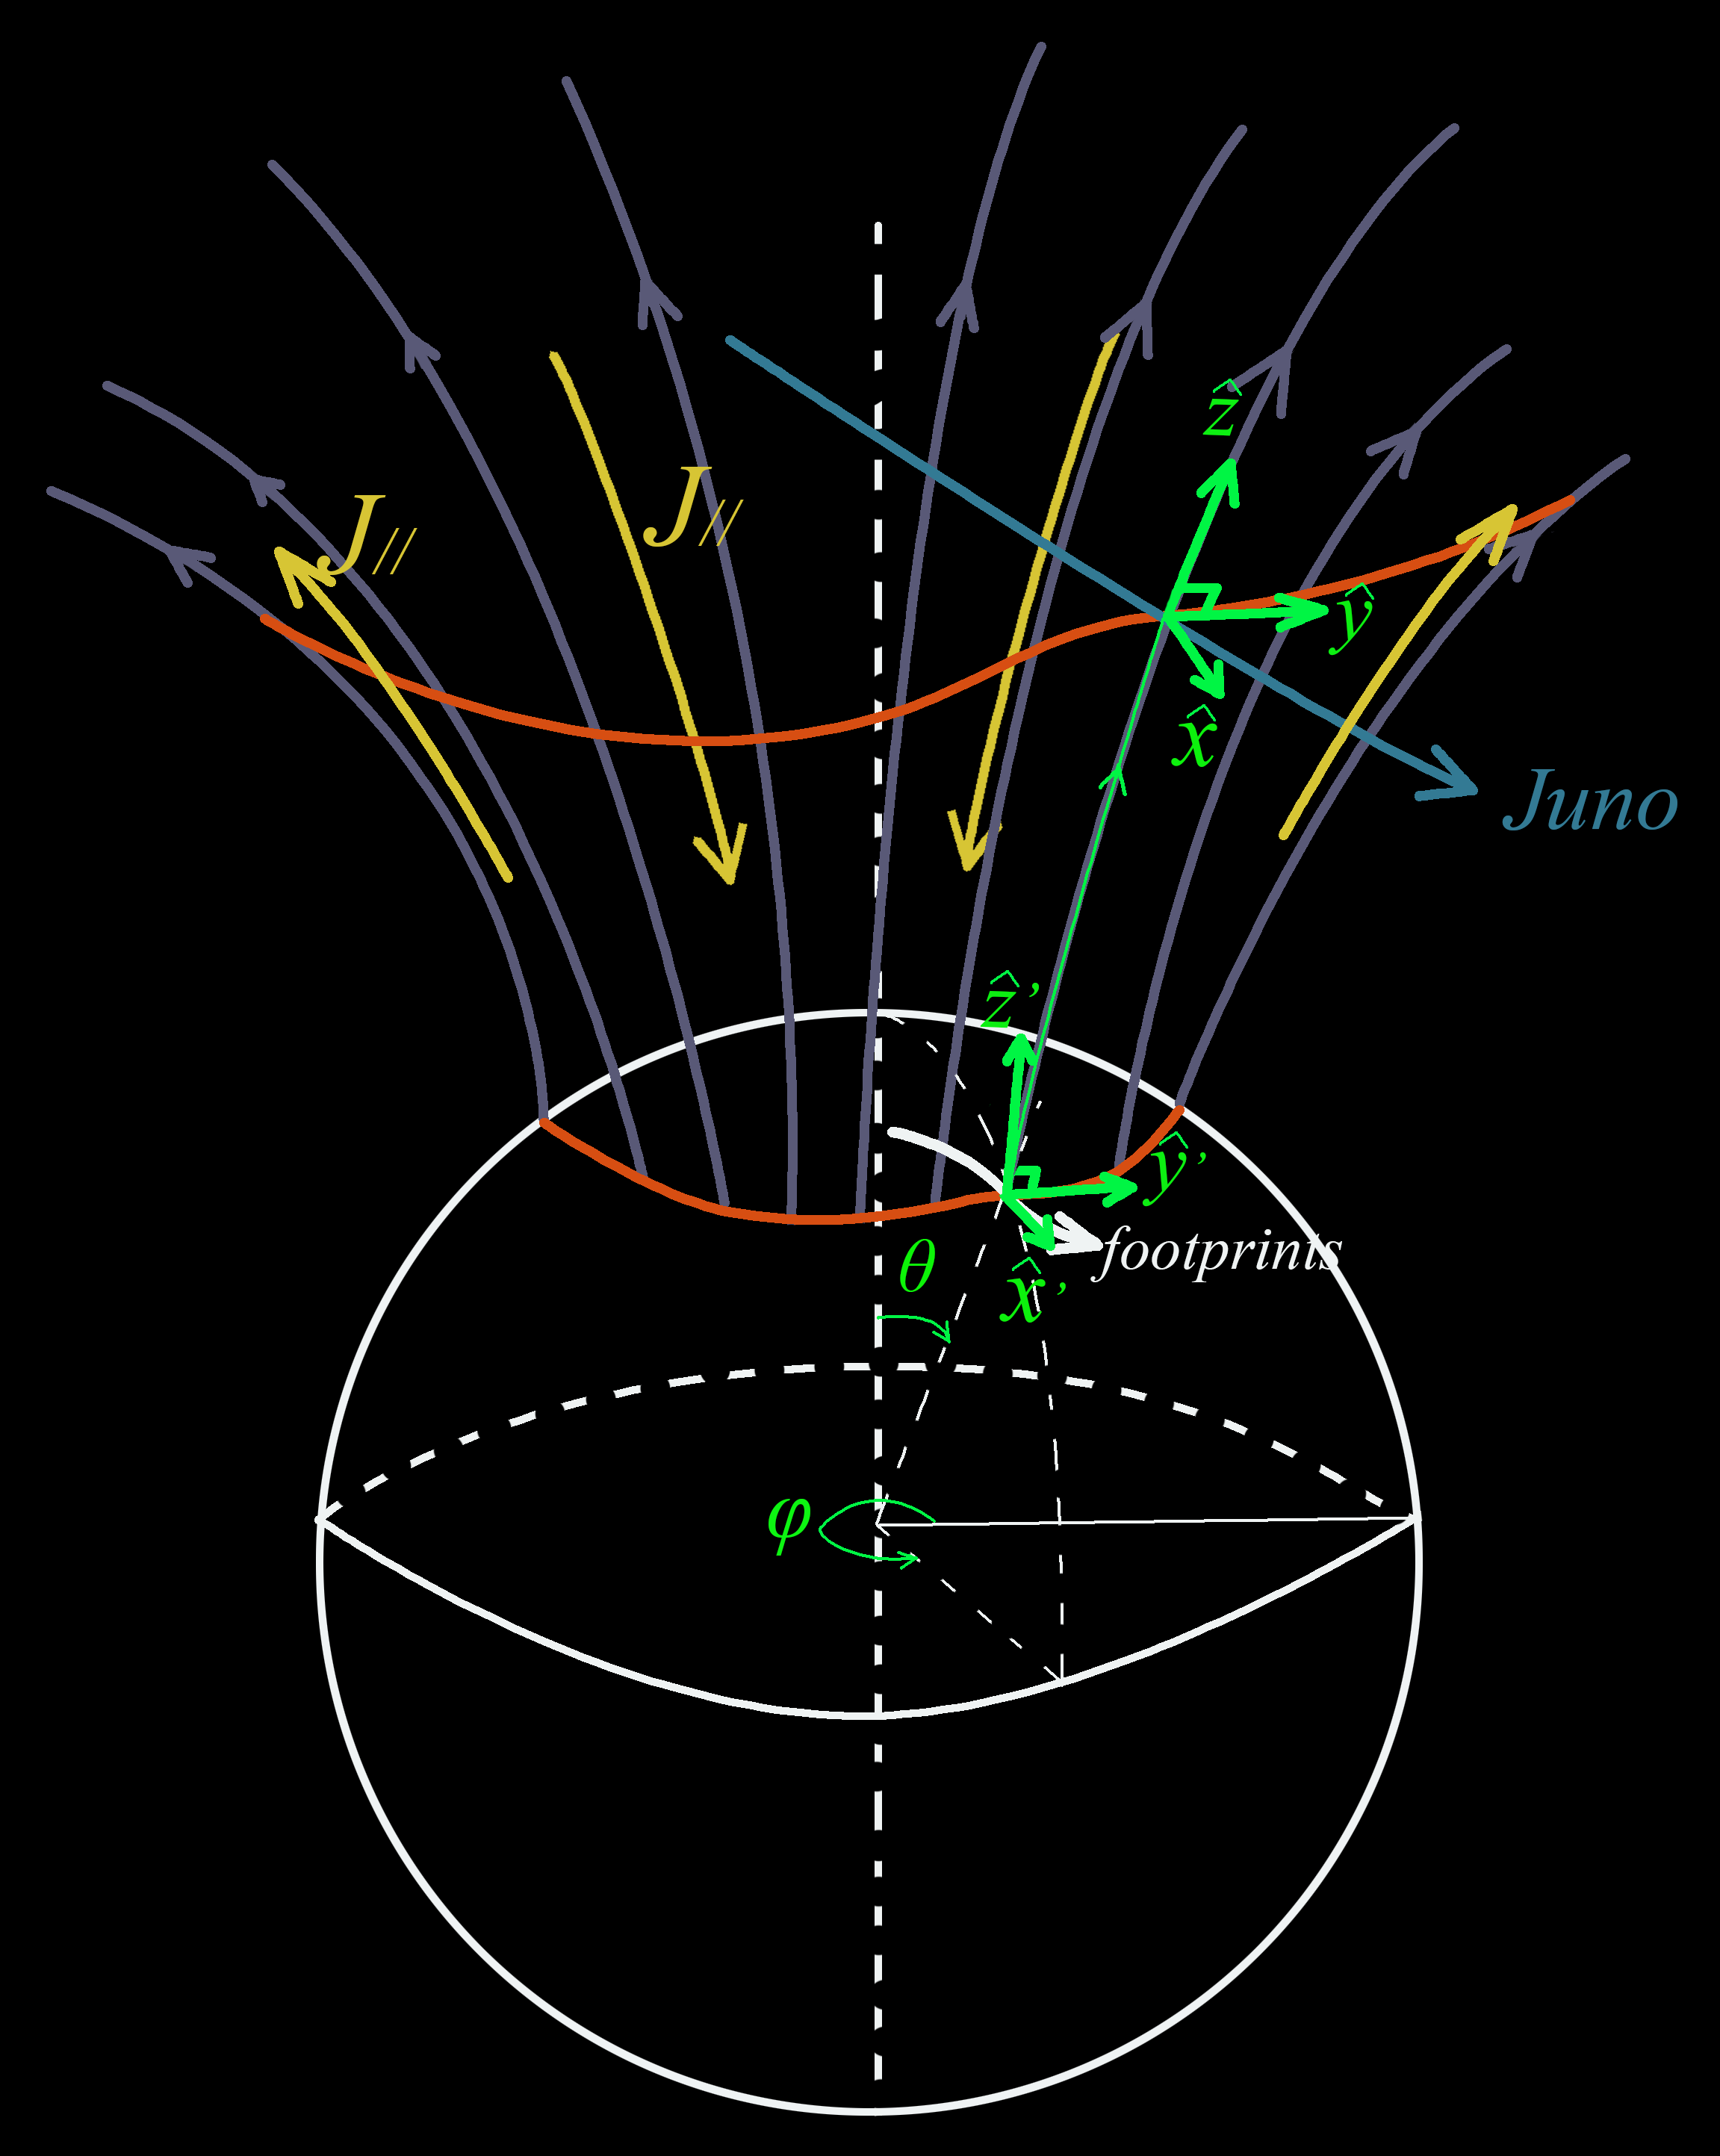 ẑ
J//
J//
ŷ
x̂
Juno
ẑ’
ŷ’
footprints
θ
x̂’
φ